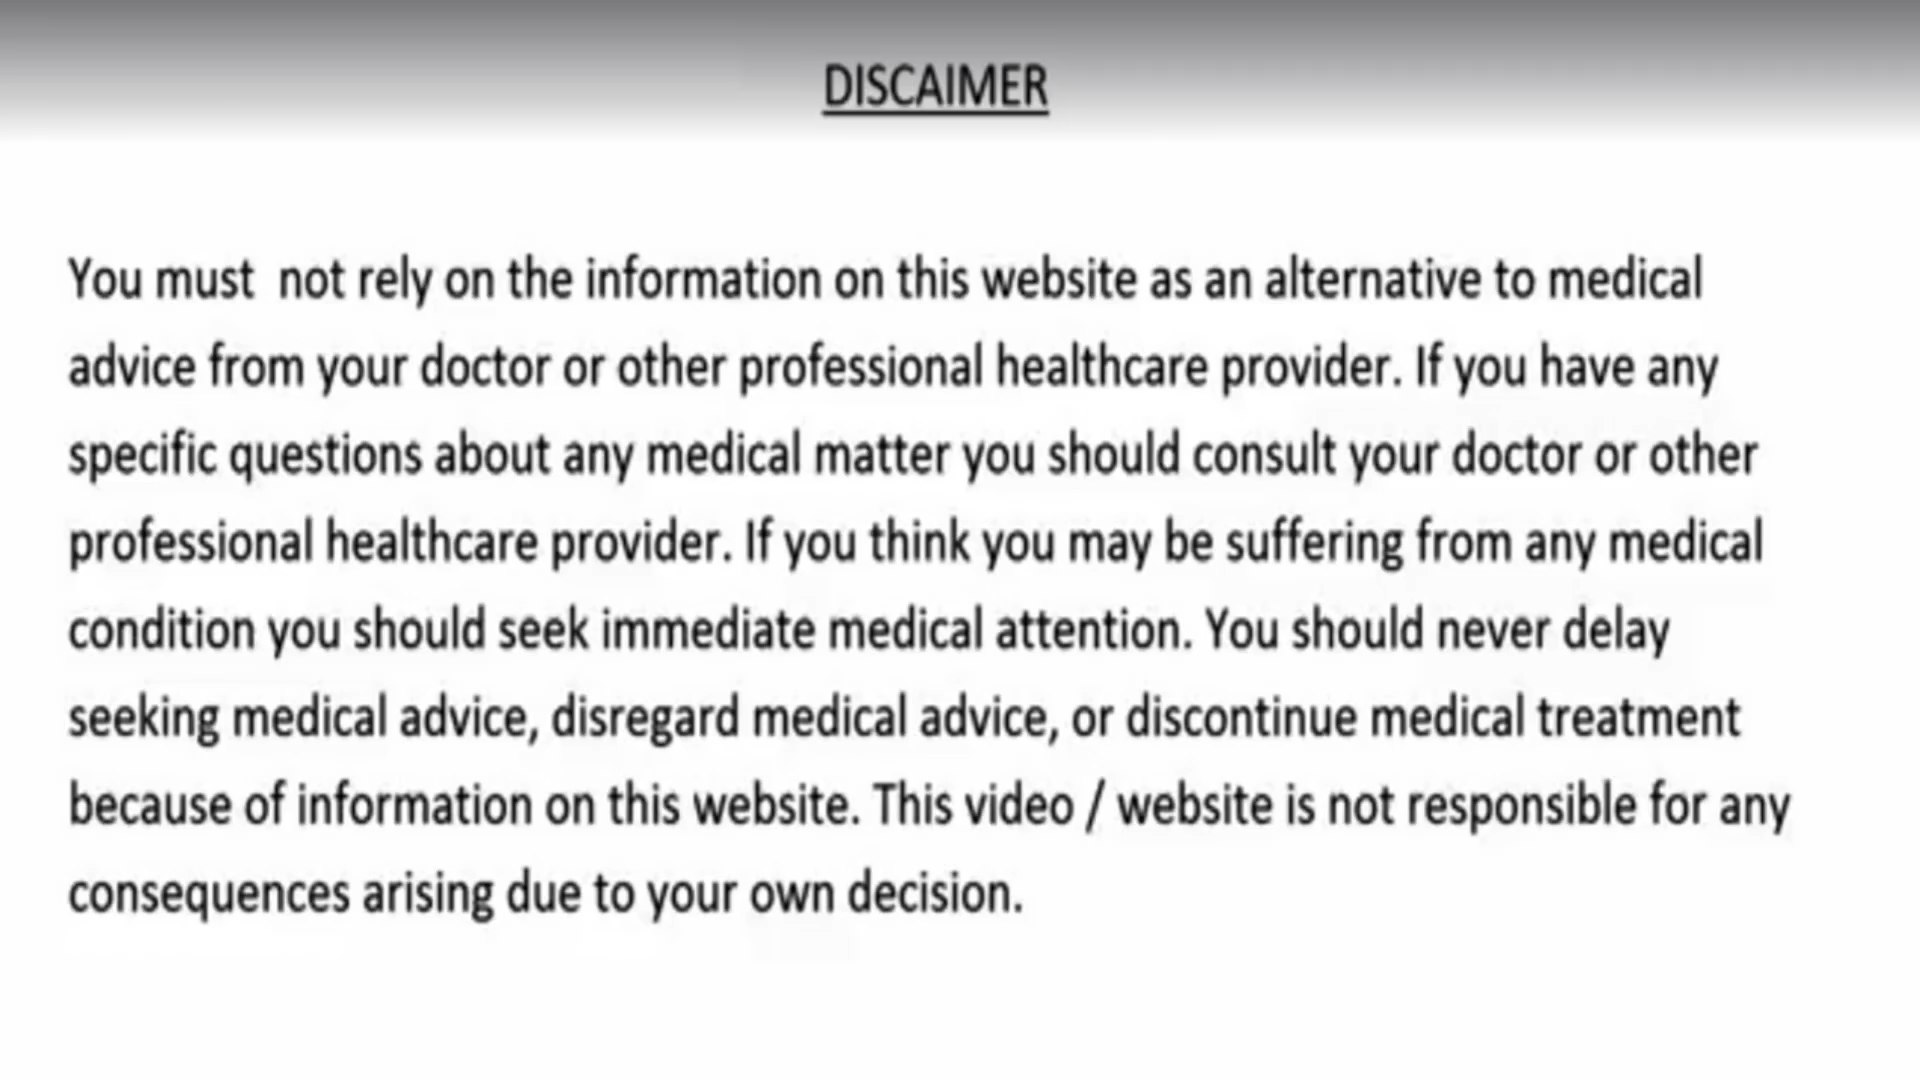 DISCAIMER
You must  not rely on the information on this website as an alternative to medical
advice from your doctor or other professional healthcare provider. If you have any
specific questions about any medical matter you should consult your doctor or other
professional healthcare provider. If you think you may be suffering from any medical
condition you should seek immediate medical attention. You should never delay
seeking medical advice, disregard medical advice, or discontinue medical treatment
because of information on this website. This video / website is not responsible for any
consequences arising due to your own decision.